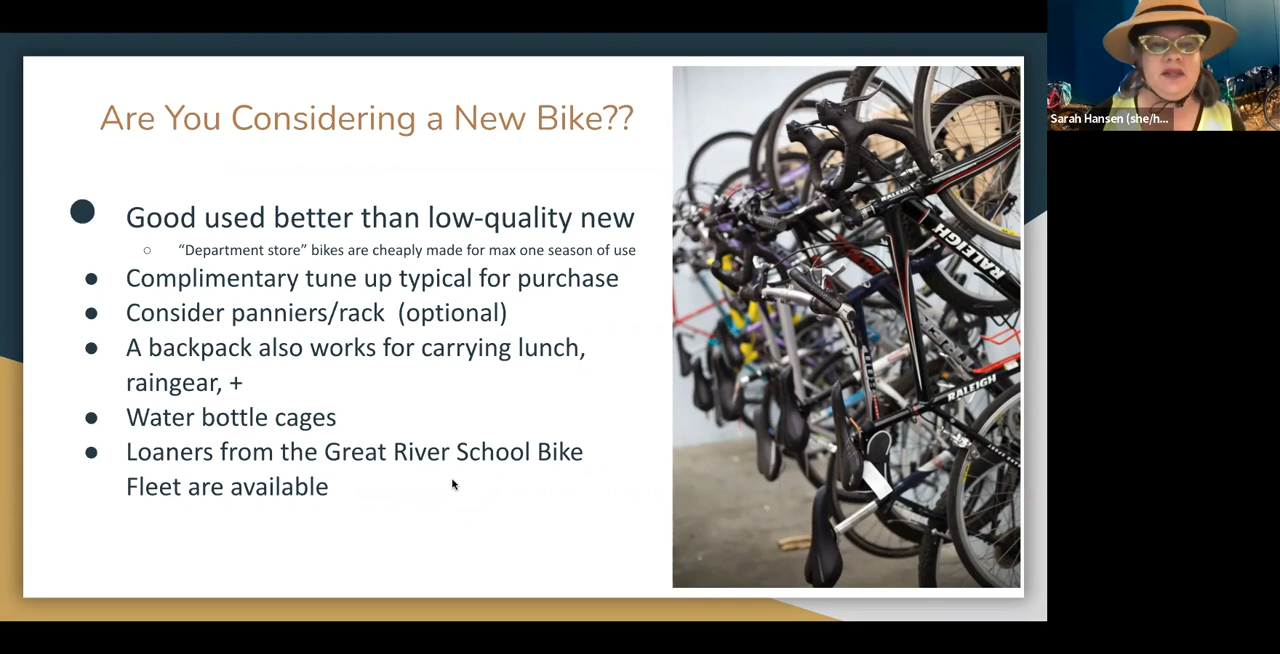 Are You Considering a New Bike??
● Good used better than low-quality new
○ “Department store” bikes are cheaply made for max one season of use
● Complimentary tune up typical for purchase
● Consider panniers/rack (optional)
● A backpack also works for carrying lunch,
raingear, +
● Water bottle cages
● Loaners from the Great River School Bike
Fleet are available
RALEIGH
RALEIGH
RALEIGH
Sarah Hansen (she/h...